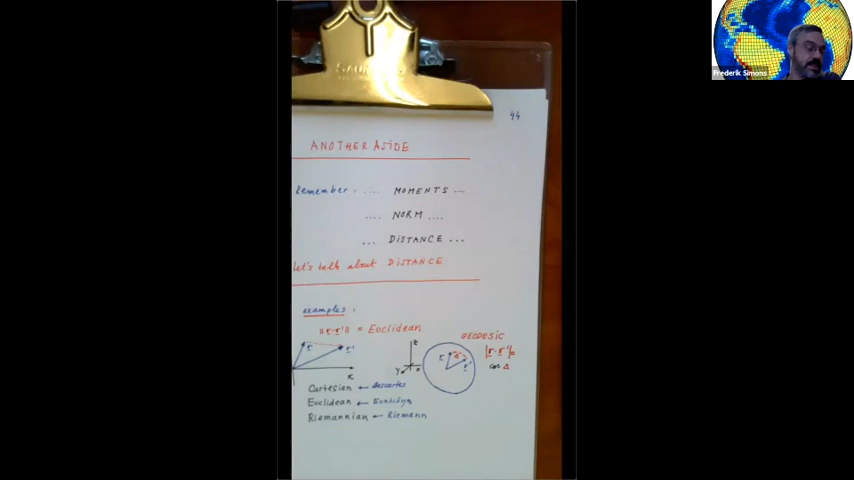 Frederik Simons
44
ANOTHER ASIDE
Remember: .... MOMENTS ....
.... NORM ....
... DISTANCE ...
Let's talk about DISTANCE
examples:
||r-r'|| = Euclidean
GEODESIC
r r'
z
y x
r Δ r'
|r·r'|=
cos Δ
x
Cartesian ← Descartes
Euclidean ←
Riemannian ← Riemann